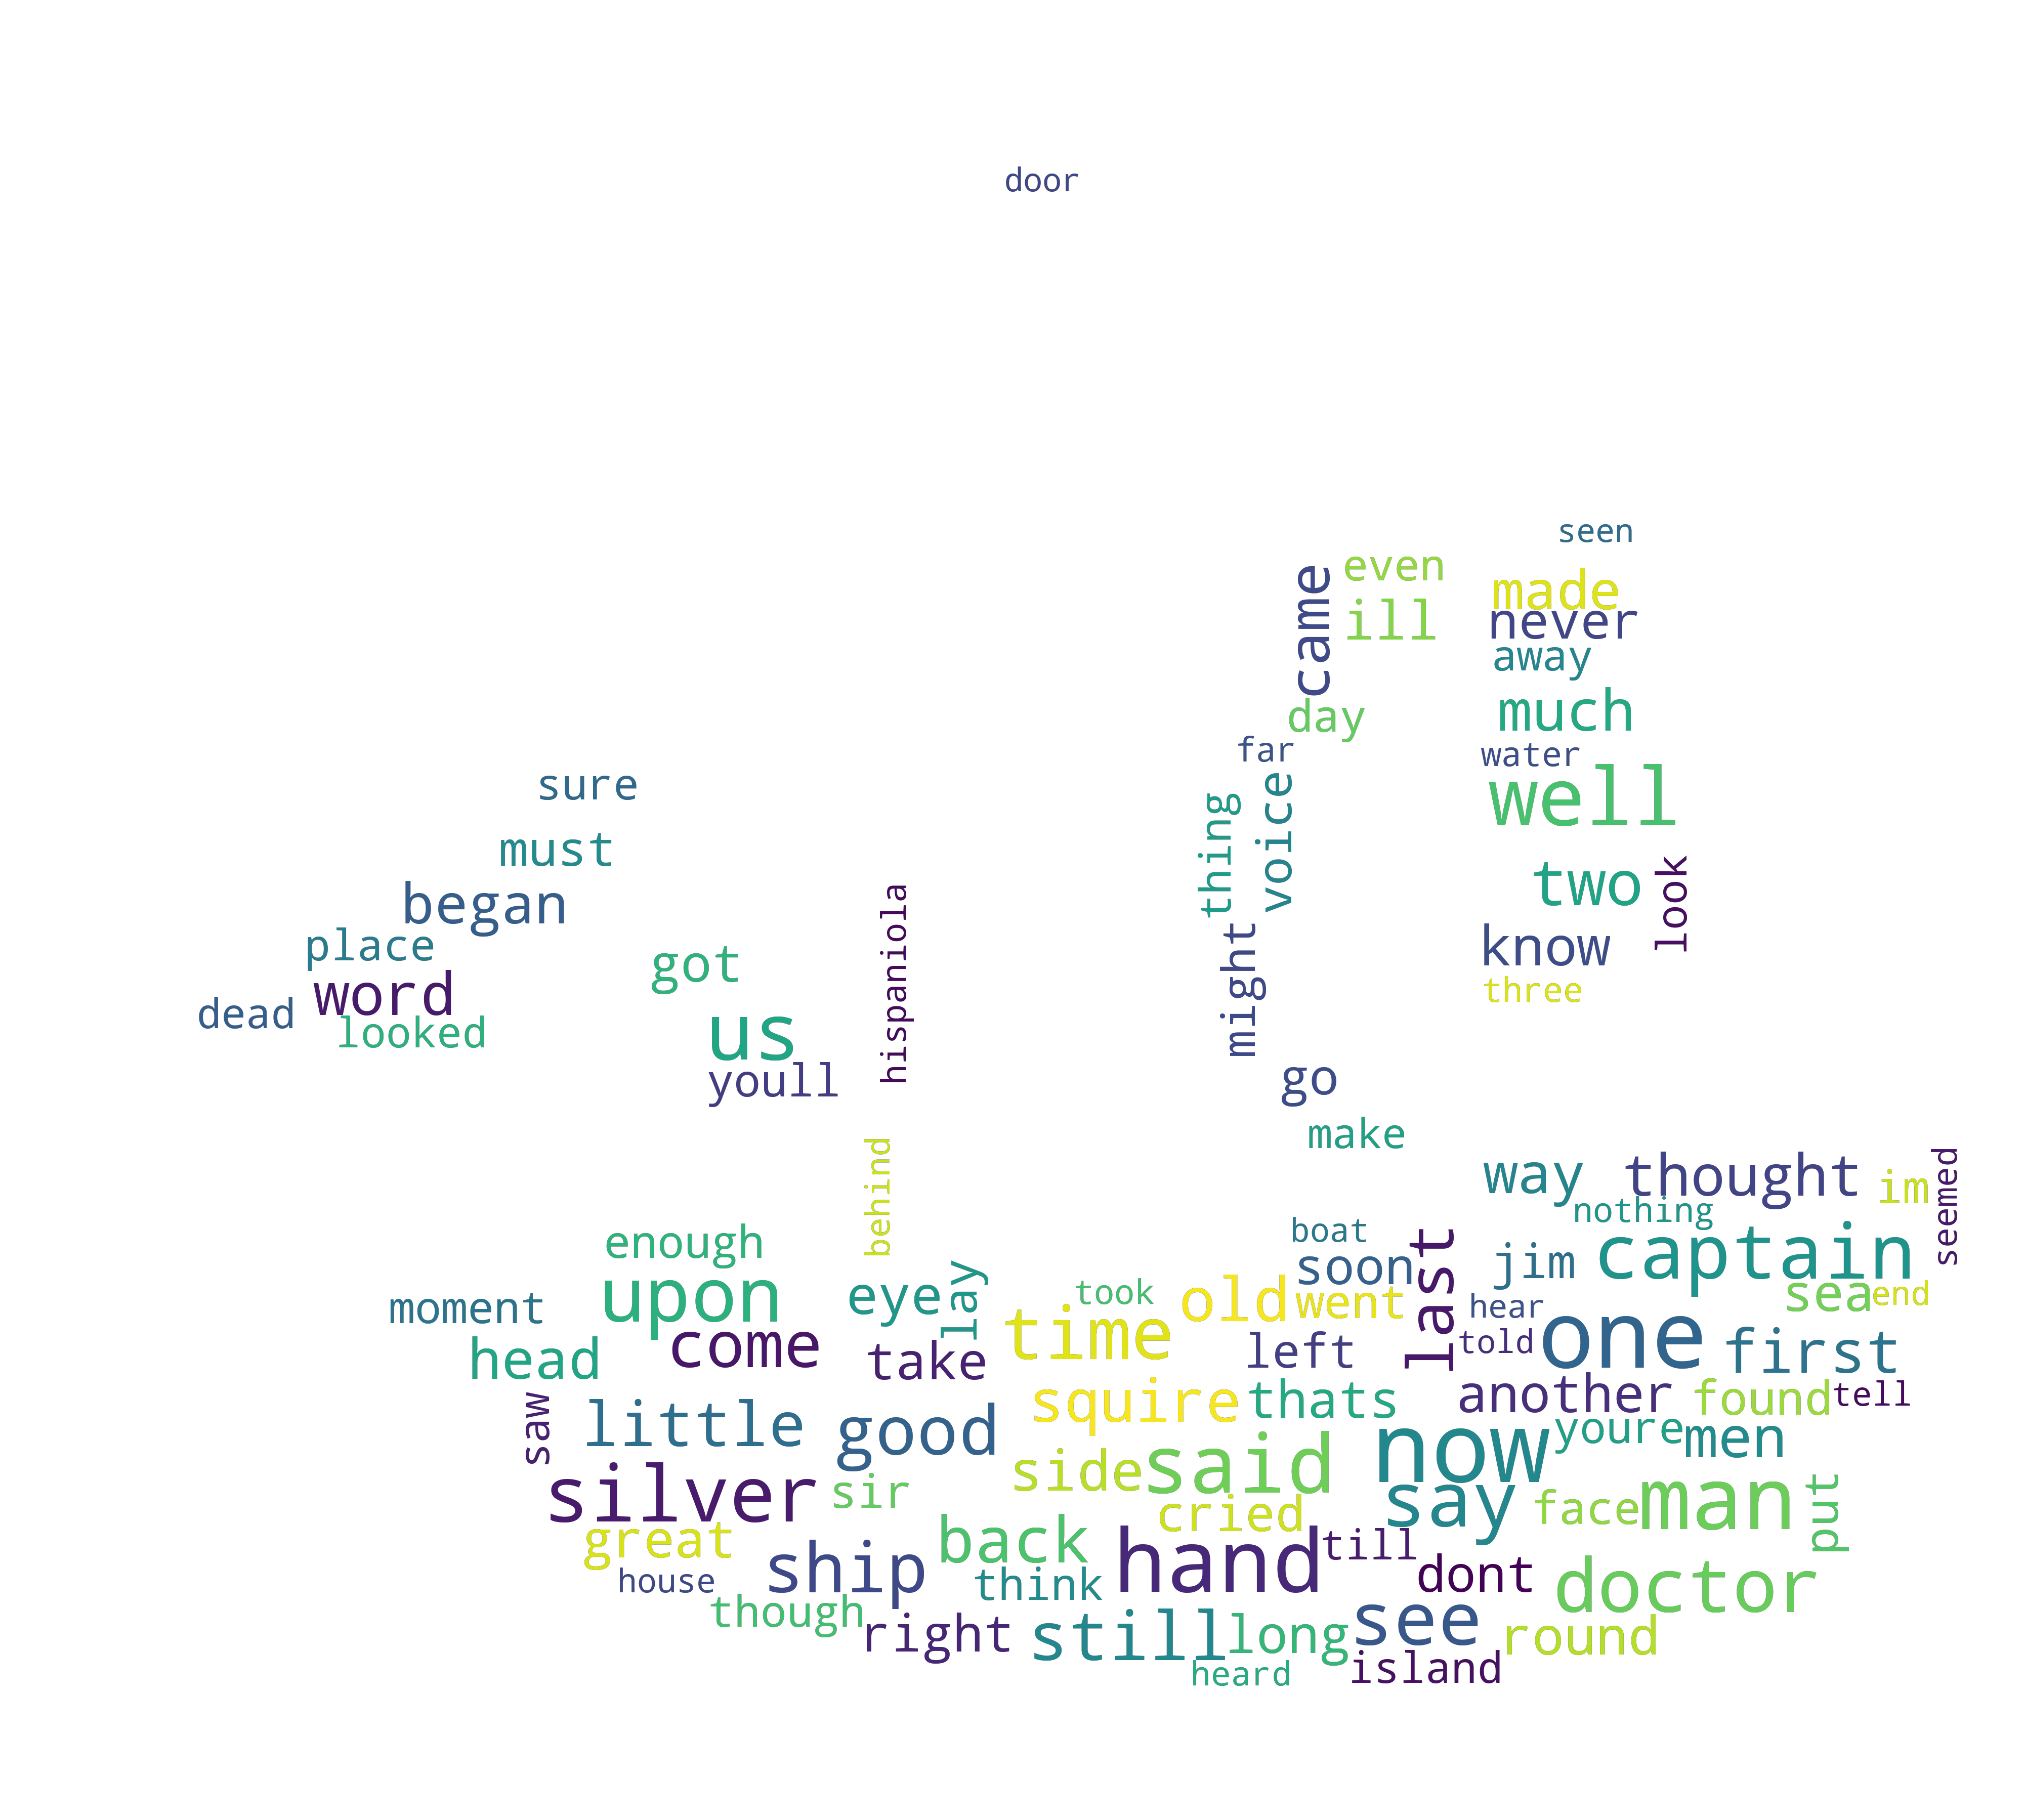 door
seen
even
made
came
ill
never
away
day
much
far
water
sure
voice
well
thing
must
two
look
began
hispaniola
place
got
might
know
word
three
dead
looked
us
youll
go
make
behind
way
thought
im
seemed
nothing
enough
boat
last
captain
soon
jim
upon
eye
lay
took
old
went
sea
end
moment
hear
time
one
come
head
take
left
told
first
saw
little
good
squire
thats
another
found
tell
now
youre
men
silver
sir
side
said
say
face
man
put
great
cried
ship
back
hand
till
house
think
dont
doctor
though
right
still
long
see
round
heard
island